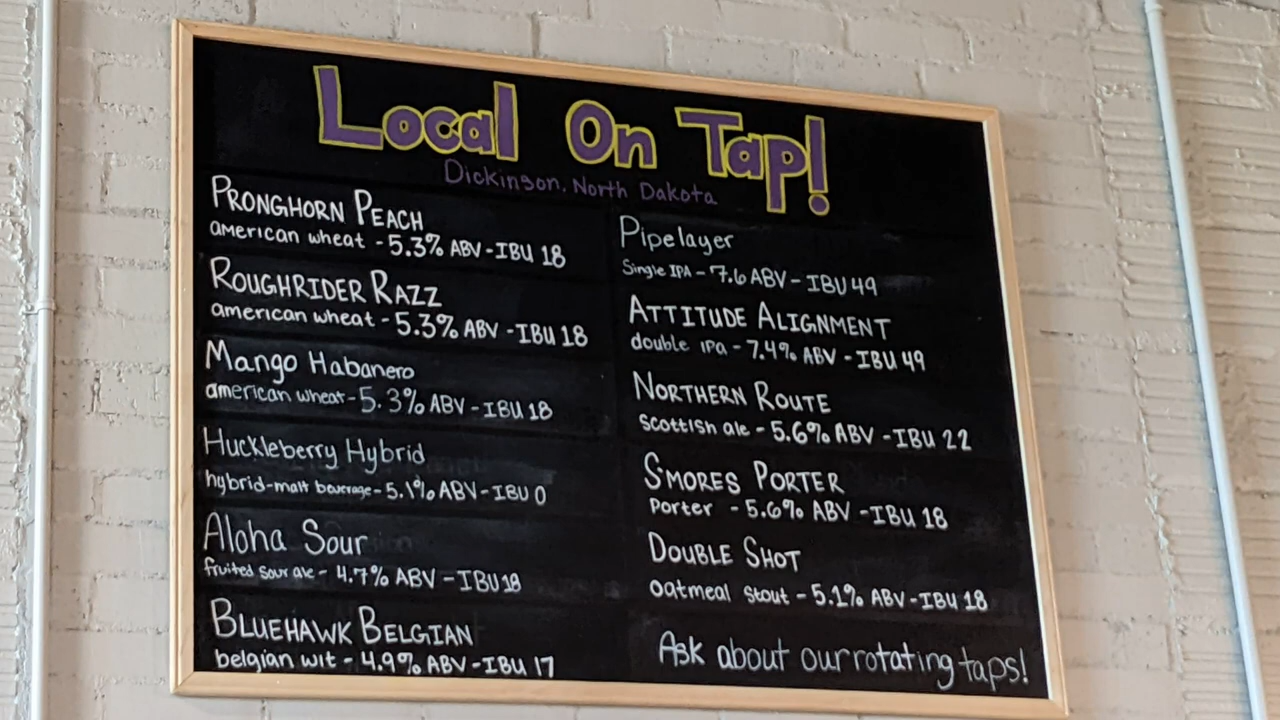 Local On Tap!
Dickinson, North Dakota
PRONGHORN PEACH
american wheat - 5.3% ABV - IBU 18
ROUGHRIDER RAZZ
american wheat - 5.3% ABV - IBU 18
Mango Habanero
american wheat - 5.3% ABV - IBU 18
Huckleberry Hybrid
hybrid-malt beverage - 5.1% ABV - IBU 0
Aloha Sour
fruited sour ale - 4.7% ABV - IBU 18
BLUEHAWK BELGIAN
belgian wit - 4.9% ABV - IBU 17
Pipelayer
Single IPA - 7.6 ABV - IBU 49
ATTITUDE ALIGNMENT
double IPA - 7.4% ABV - IBU 49
NORTHERN ROUTE
Scottish ale - 5.6% ABV - IBU 22
S'MORES PORTER
Porter - 5.6% ABV - IBU 18
DOUBLE SHOT
Oatmeal stout - 5.1% ABV - IBU 18
Ask about our rotating taps!